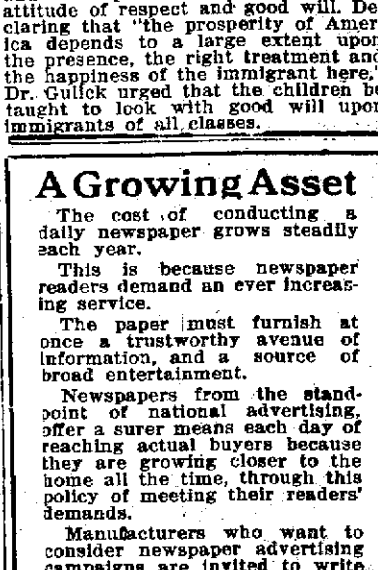 attitude of respect and good will. De
claring that "the prosperity of Amer
ica depends to a large extent upon
the presence, the right treatment and
the happiness of the immigrant here,"
Dr. Gulick urged that the children be
taught to look with good will upon
immigrants of all classes.
A Growing Asset
The cost of conducting a
daily newspaper grows steadily
each year.
This is because newspaper
readers demand an ever increas-
ing service.
The paper must furnish at
once a trustworthy avenue of
information, and a source of
broad entertainment.
Newspapers from the stand-
point of national advertising,
offer a surer means each day of
reaching actual buyers because
they are growing closer to the
home all the time, through this
policy of meeting their readers'
demands.
Manufacturers who want to
consider newspaper advertising
campaigns are invited to write